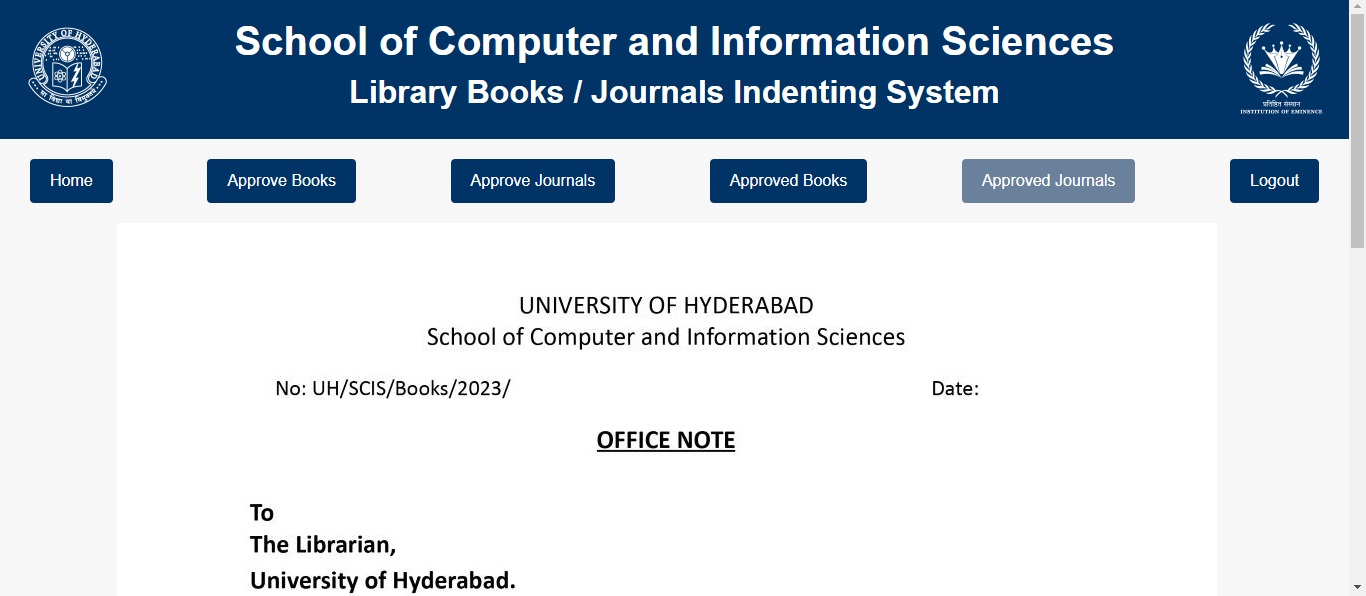 School of Computer and Information Sciences
Library Books / Journals Indenting System
UNIVERSITY OF HYDERABAD
सा विद्या या विमुक्तये
प्रतिष्ठित संस्थान
INSTITUTION OF EMINENCE
Home
Approve Books
Approve Journals
Approved Books
Approved Journals
Logout
UNIVERSITY OF HYDERABAD
School of Computer and Information Sciences
No: UH/SCIS/Books/2023/
Date:
OFFICE NOTE
To
The Librarian,
University of Hyderabad.